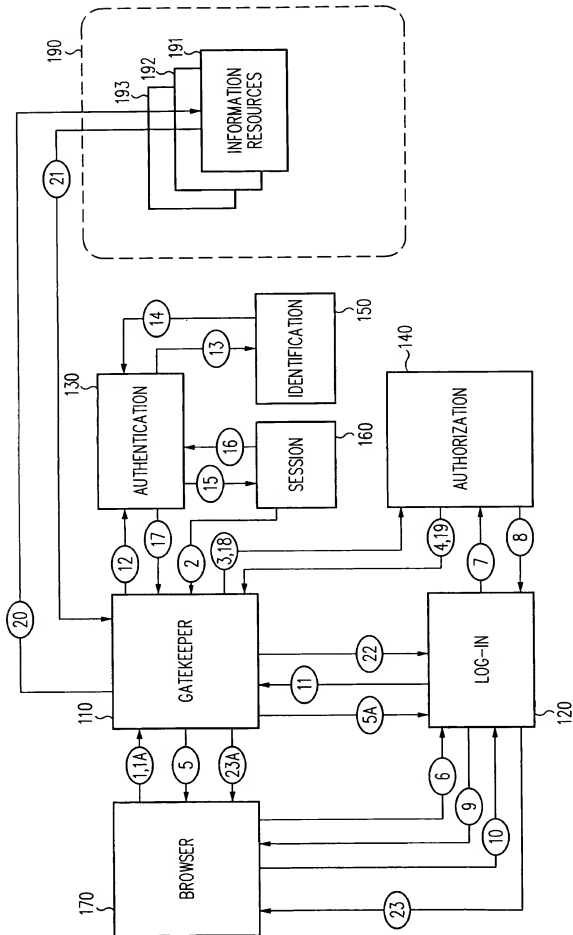 190
193
192
191
INFORMATION
RESOURCES
21
20
130
AUTHENTICATION
14
13
150
IDENTIFICATION
16
15
SESSION
160
12
17
2
3,18
4,19
140
AUTHORIZATION
110
GATEKEEPER
1,1A
5
23A
22
11
5A
7
8
170
BROWSER
6
9
10
23
LOG-IN
120